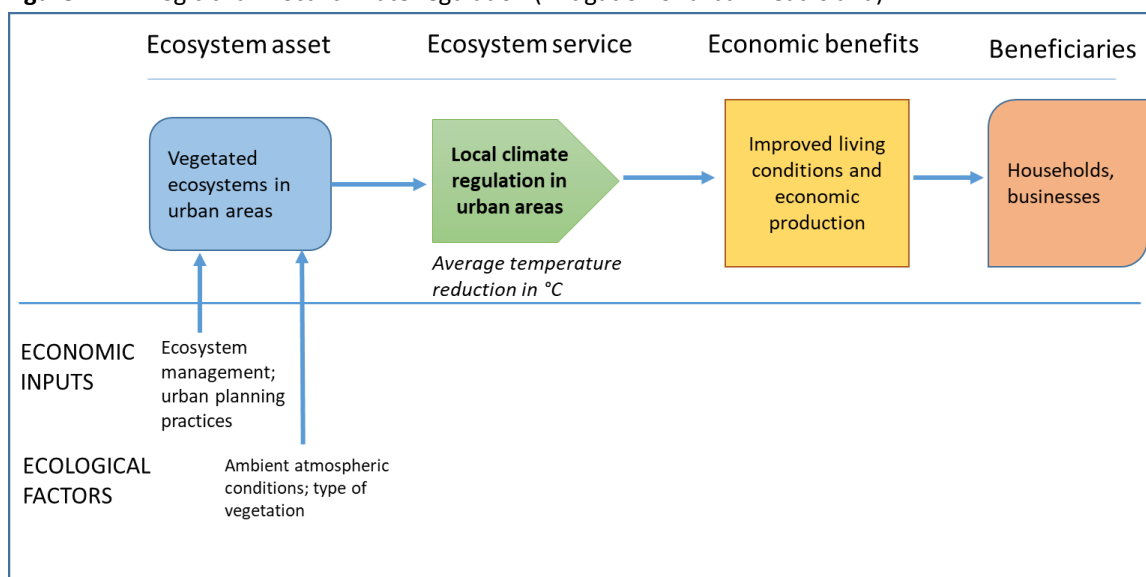 Ecosystem asset
Ecosystem service
Economic benefits
Beneficiaries
Vegetated
ecosystems in
urban areas
Local climate
regulation in
urban areas
Improved living
conditions and
economic
production
Households,
businesses
Average temperature
reduction in °C
ECONOMIC
INPUTS
Ecosystem
management;
urban planning
practices
ECOLOGICAL
FACTORS
Ambient atmospheric
conditions; type of
vegetation